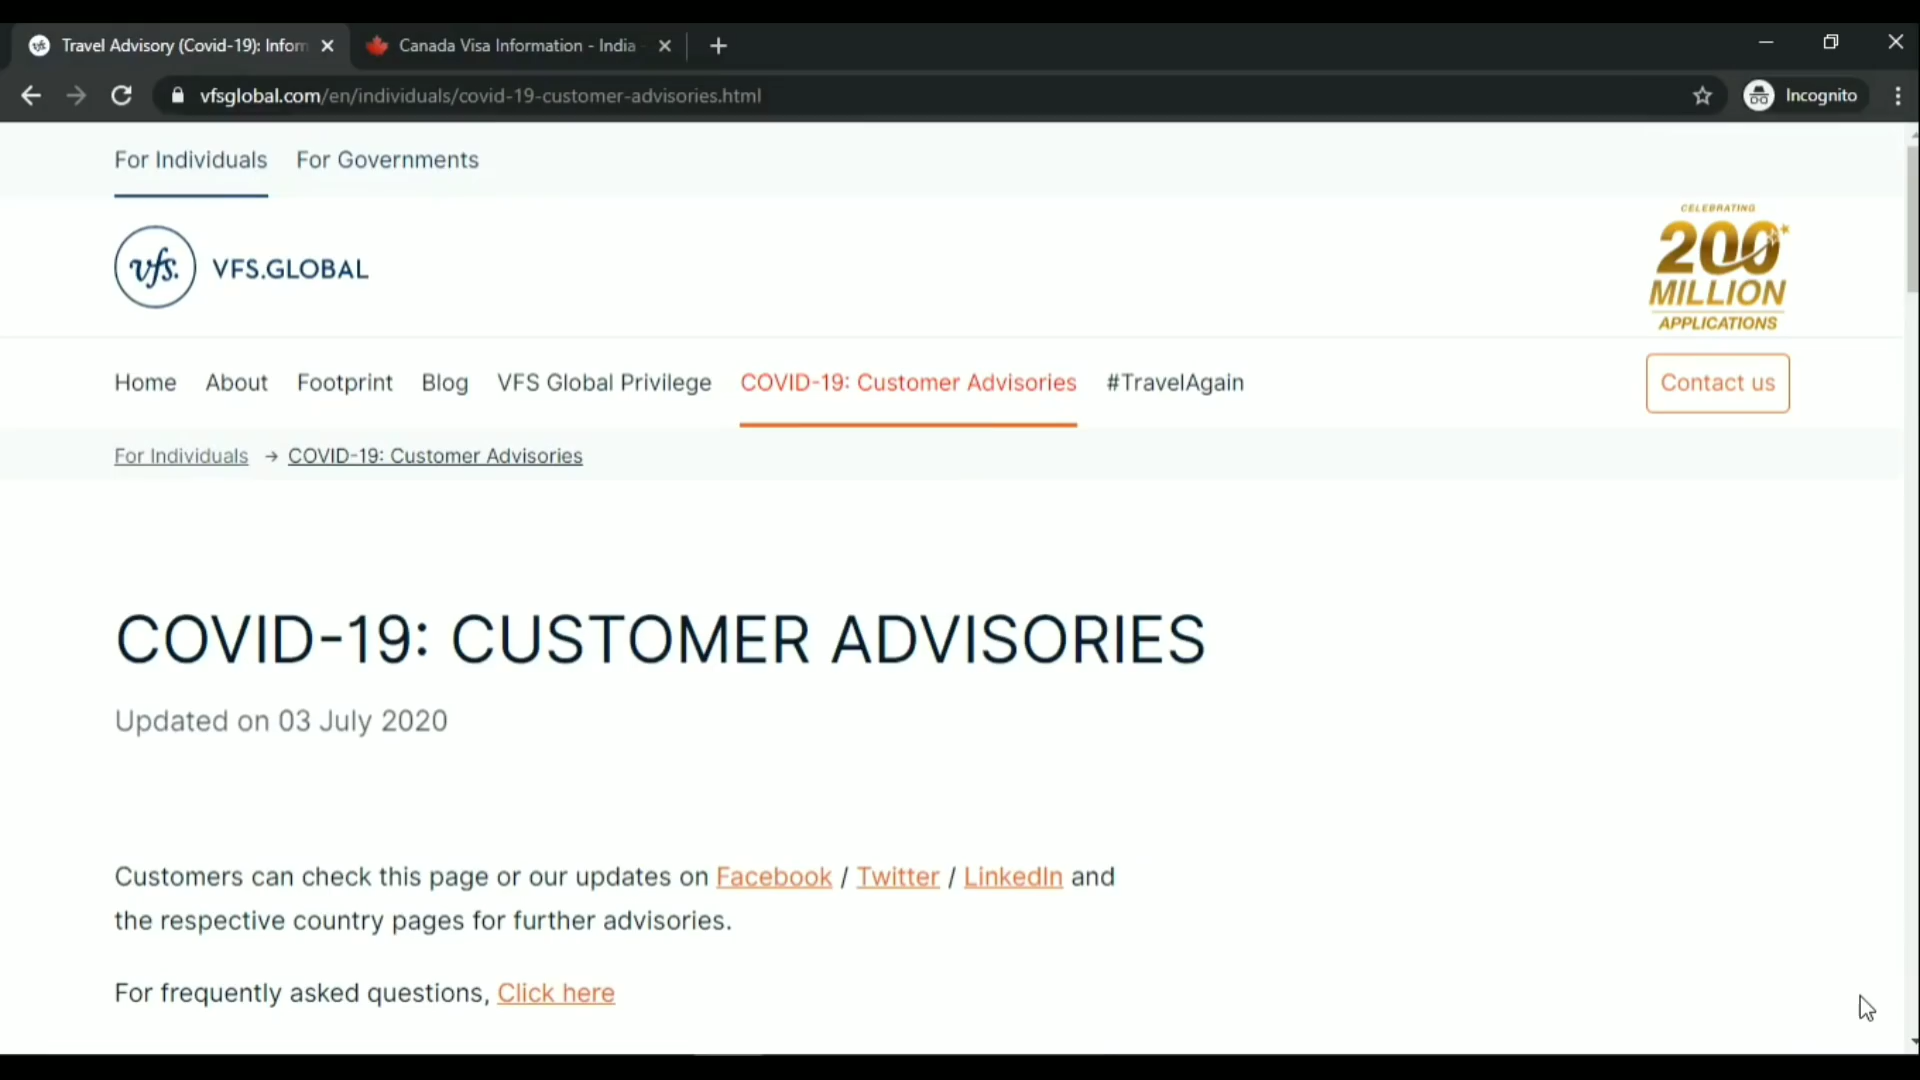 Travel Advisory (Covid-19): Inform
Canada Visa Information - India
vfsglobal.com/en/individuals/covid-19-customer-advisories.html
Incognito
For Individuals For Governments
vfs. VFS.GLOBAL
CELEBRATING
200
MILLION
APPLICATIONS
Home About Footprint Blog VFS Global Privilege COVID-19: Customer Advisories #TravelAgain Contact us
For Individuals → COVID-19: Customer Advisories
COVID-19: CUSTOMER ADVISORIES
Updated on 03 July 2020
Customers can check this page or our updates on Facebook / Twitter / LinkedIn and
the respective country pages for further advisories.
For frequently asked questions, Click here